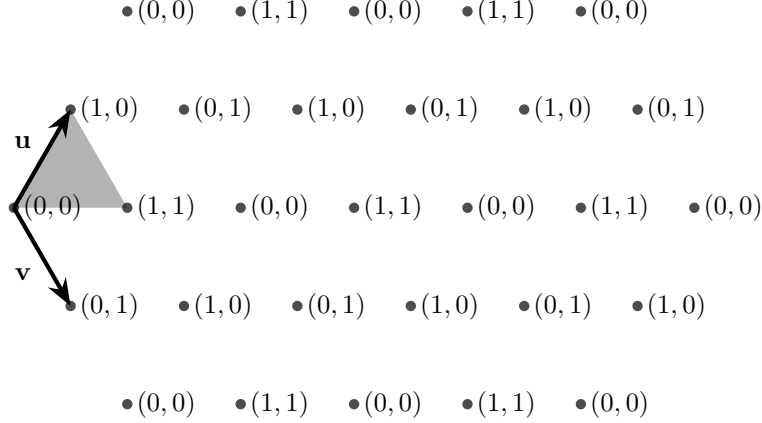 (0, 0) (1, 1) (0, 0) (1, 1) (0, 0)
(1, 0) (0, 1) (1, 0) (0, 1) (1, 0) (0, 1)
u
(0, 0) (1, 1) (0, 0) (1, 1) (0, 0) (1, 1) (0, 0)
v
(0, 1) (1, 0) (0, 1) (1, 0) (0, 1) (1, 0)
(0, 0) (1, 1) (0, 0) (1, 1) (0, 0)